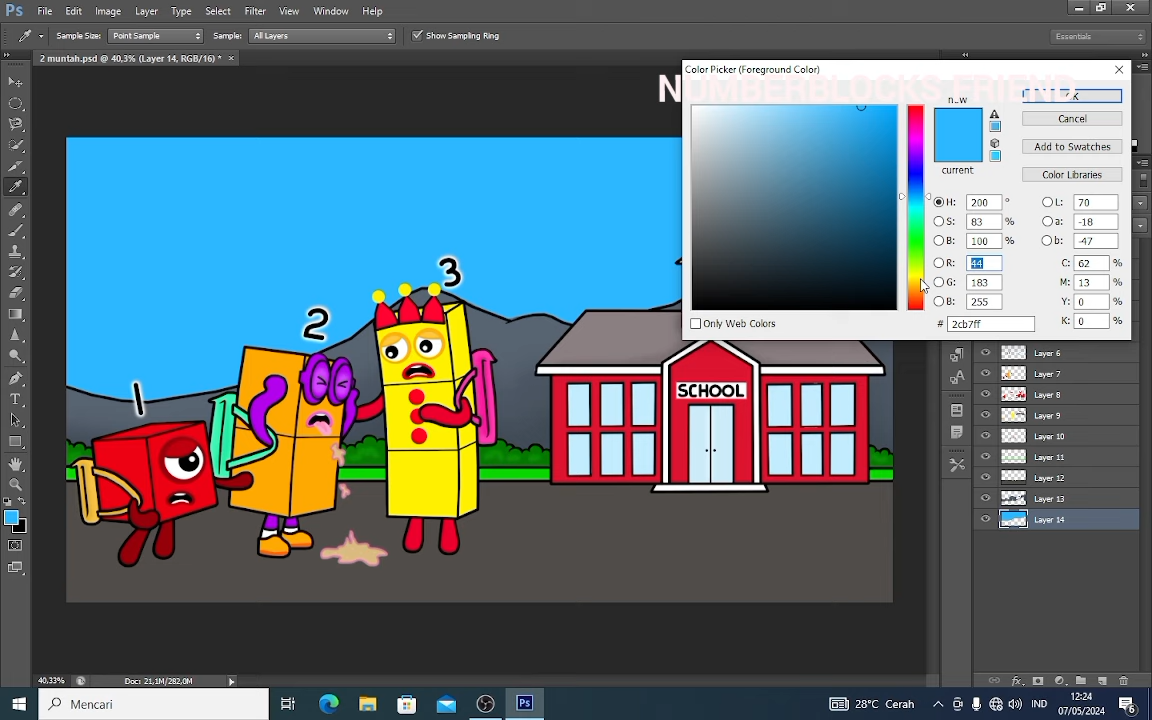 Ps File Edit Image Layer Type Select Filter View Window Help
Sample Size: Point Sample Sample: All Layers Show Sampling Ring Essentials
2 muntah.psd @ 40,3% (Layer 14, RGB/16) * ×
Color Picker (Foreground Color)
NUMBERBLOCKS FRIEND
OK
Cancel
Add to Swatches
current
Color Libraries
H: 200 ° L: 70
S: 83 % a: -18
B: 100 % b: -47
R: 44 C: 62 %
G: 183 M: 13 %
B: 255 Y: 0 %
Only Web Colors # 2cb7ff K: 0 %
3
2
1
SCHOOL
Layer 6
Layer 7
Layer 8
Layer 9
Layer 10
Layer 11
Layer 12
Layer 13
Layer 14
40,33% Doc: 21,1M/282,0M
Mencari
Ps
28°C Cerah
IND
12:24
07/05/2024
6